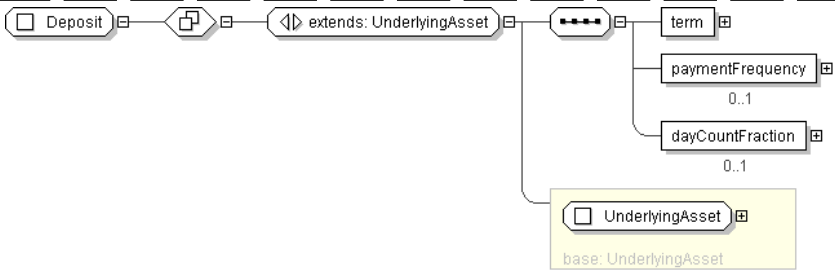 Deposit
extends: UnderlyingAsset
term
paymentFrequency
0..1
dayCountFraction
0..1
UnderlyingAsset
base: UnderlyingAsset